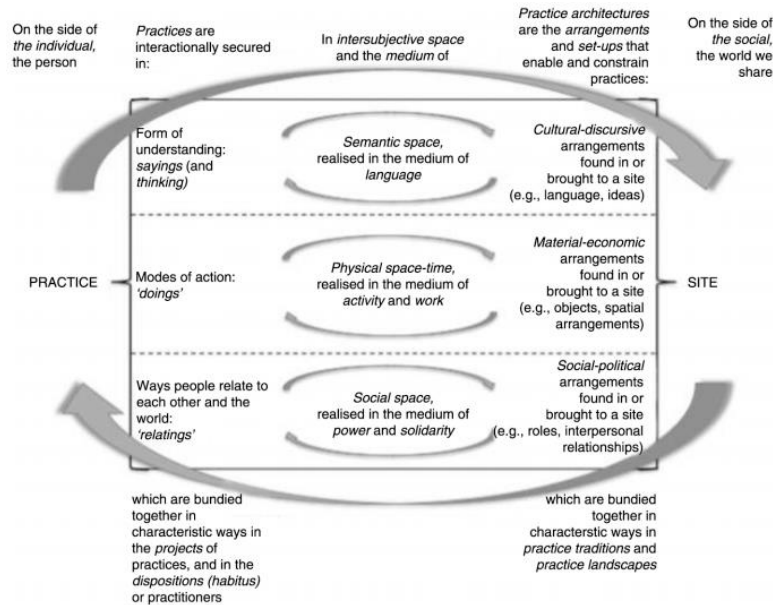 On the side of
the individual,
the person
Practices are
interactionally secured
in:
In intersubjective space
and the medium of
Practice architectures
are the arrangements
and set-ups that
enable and constrain
practices:
On the side of
the social,
the world we
share
Form of
understanding:
sayings (and
thinking)
Semantic space,
realised in the medium of
language
Cultural-discursive
arrangements
found in or
brought to a site
(e.g., language, ideas)
PRACTICE
Modes of action:
‘doings’
Physical space-time,
realised in the medium of
activity and work
Material-economic
arrangements
found in or
brought to a site
(e.g., objects, spatial
arrangements)
SITE
Ways people relate to
each other and the
world:
‘relatings’
Social space,
realised in the medium of
power and solidarity
Social-political
arrangements
found in or
brought to a site
(e.g., roles, interpersonal
relationships)
which are bundied
together in
characteristic ways in
the projects of
practices, and in the
dispositions (habitus)
or practitioners
which are bundied
together in
characterstic ways in
practice traditions and
practice landscapes